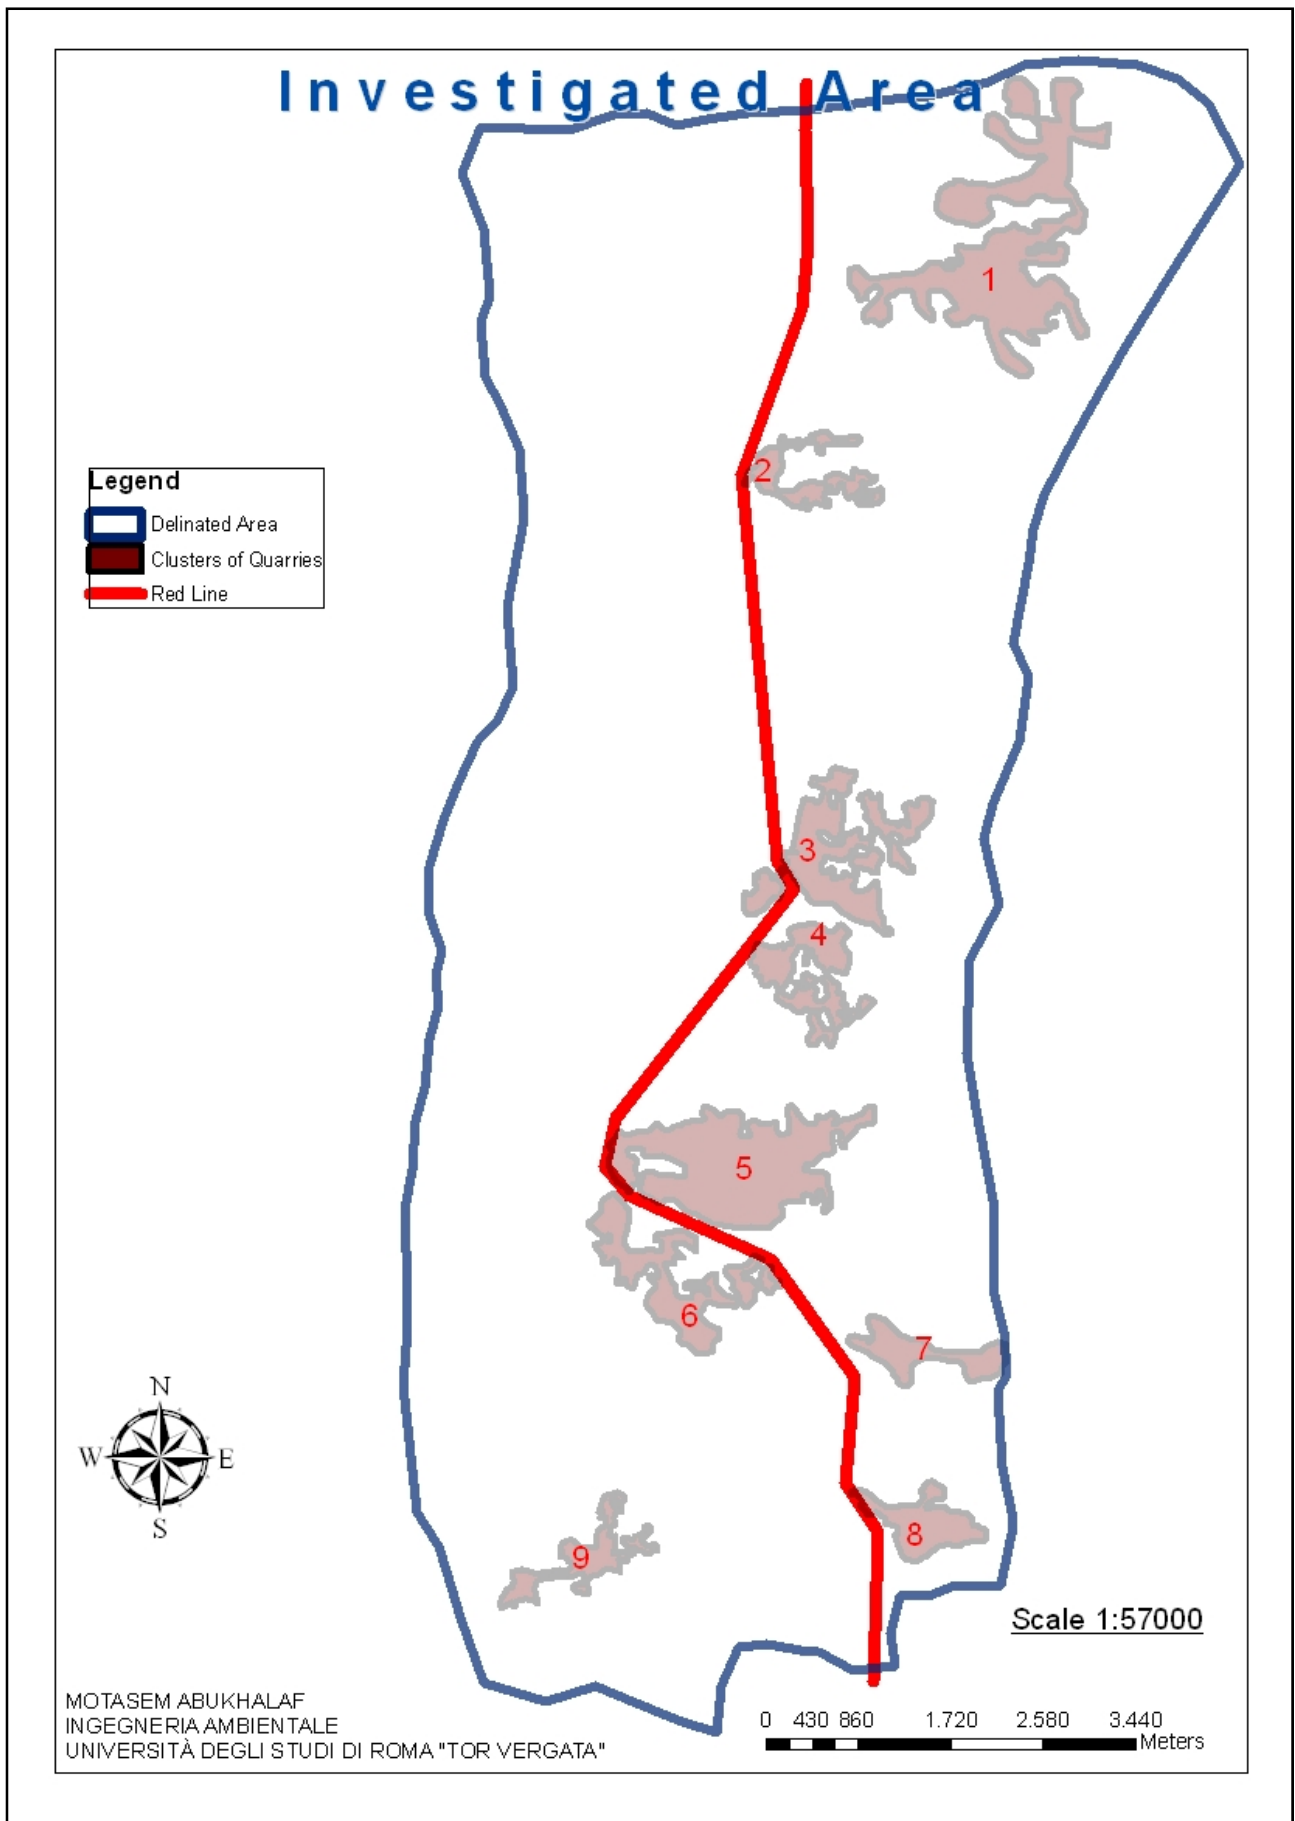 Investigated Area
1
2
Legend
Delinated Area
Clusters of Quarries
Red Line
3
4
5
6
7
N
W E
S
8
9
Scale 1:57000
MOTASEM ABUKHALAF
INGEGNERIA AMBIENTALE
UNIVERSITÀ DEGLI STUDI DI ROMA "TOR VERGATA"
0 430 860 1.720 2.580 3.440
Meters